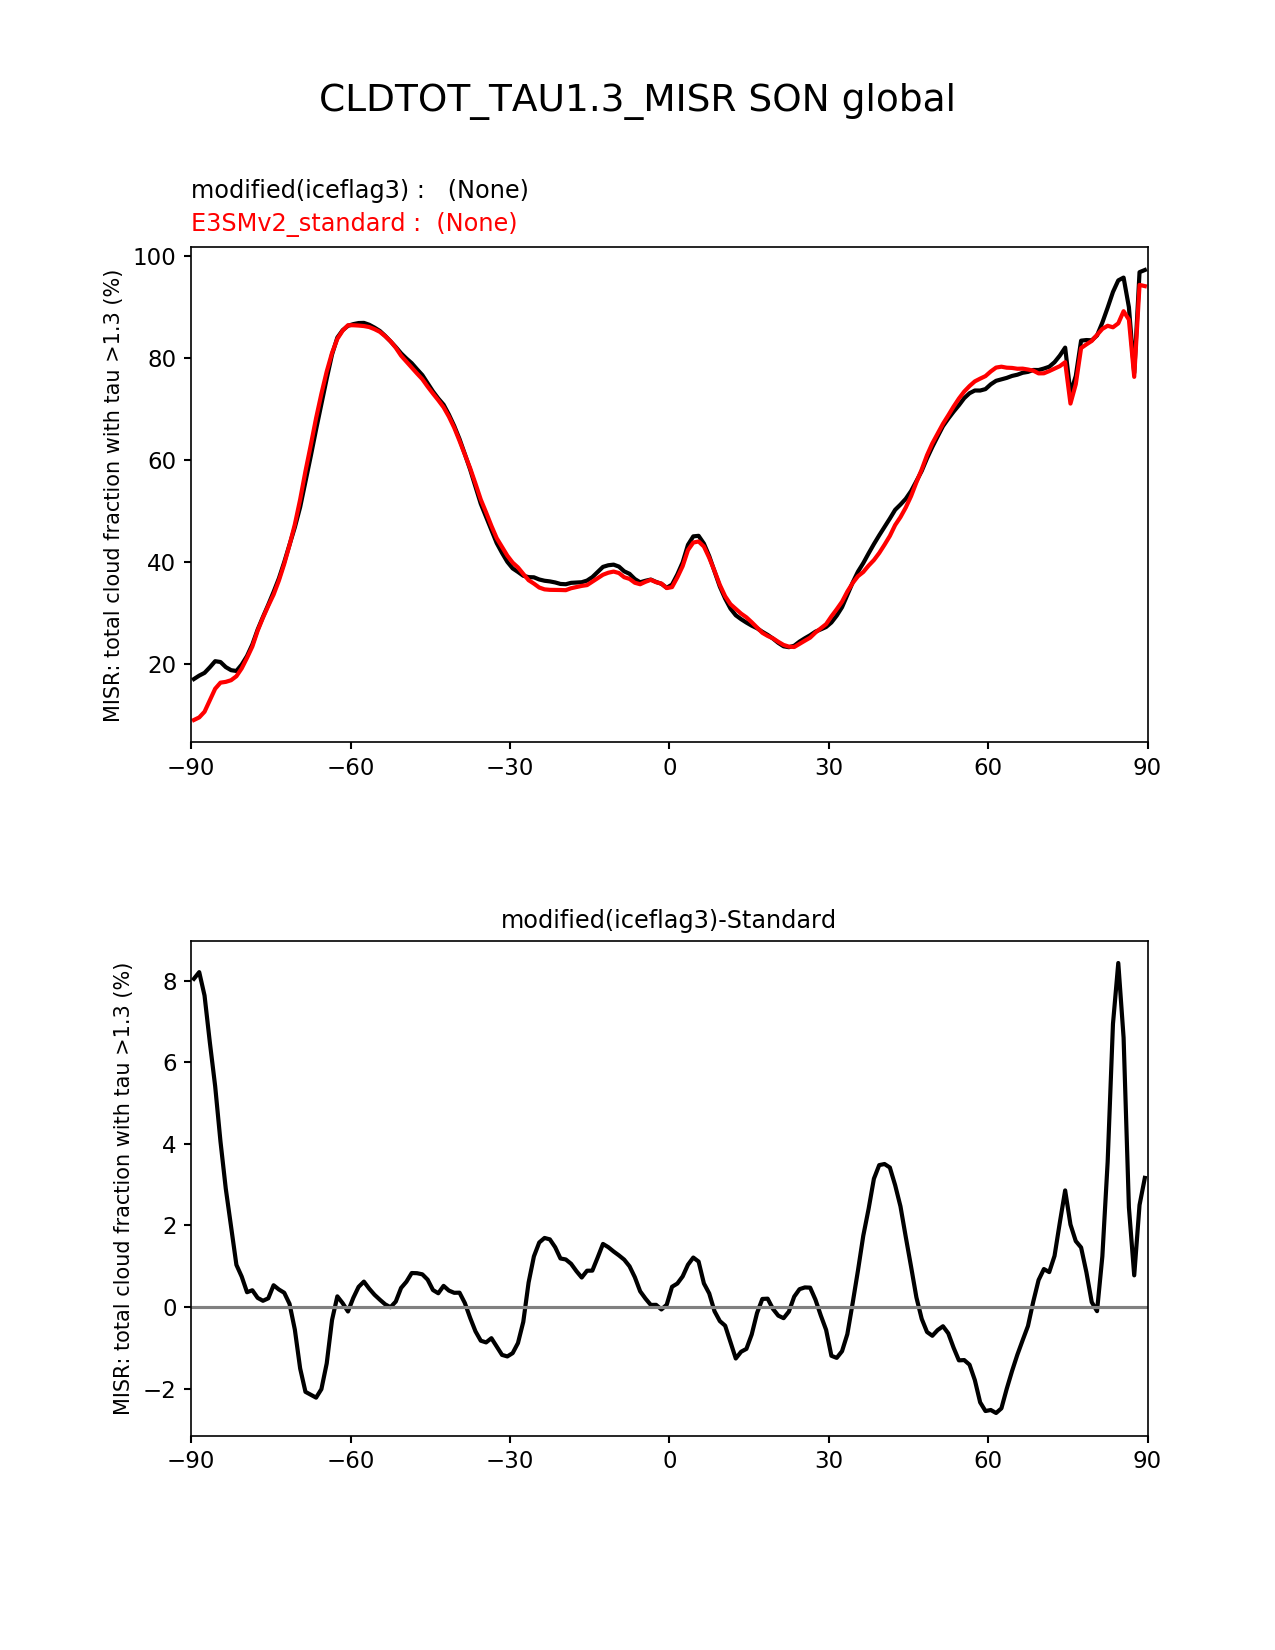 CLDTOT_TAU1.3_MISR SON global
modified(iceflag3) :   (None)
E3SMv2_standard :  (None)
MISR: total cloud fraction with tau >1.3 (%)
100
80
60
40
20
−90 −60 −30 0 30 60 90
modified(iceflag3)-Standard
MISR: total cloud fraction with tau >1.3 (%)
8
6
4
2
0
−2
−90 −60 −30 0 30 60 90